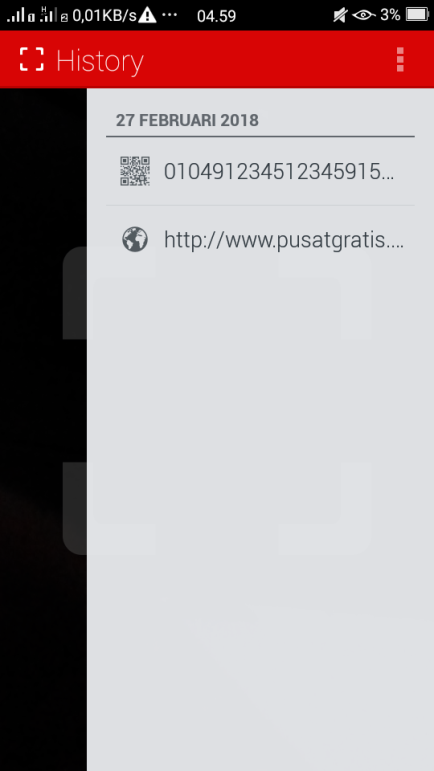 0,01KB/s 04.59 3%
History
27 FEBRUARI 2018
010491234512345915...
http://www.pusatgratis....